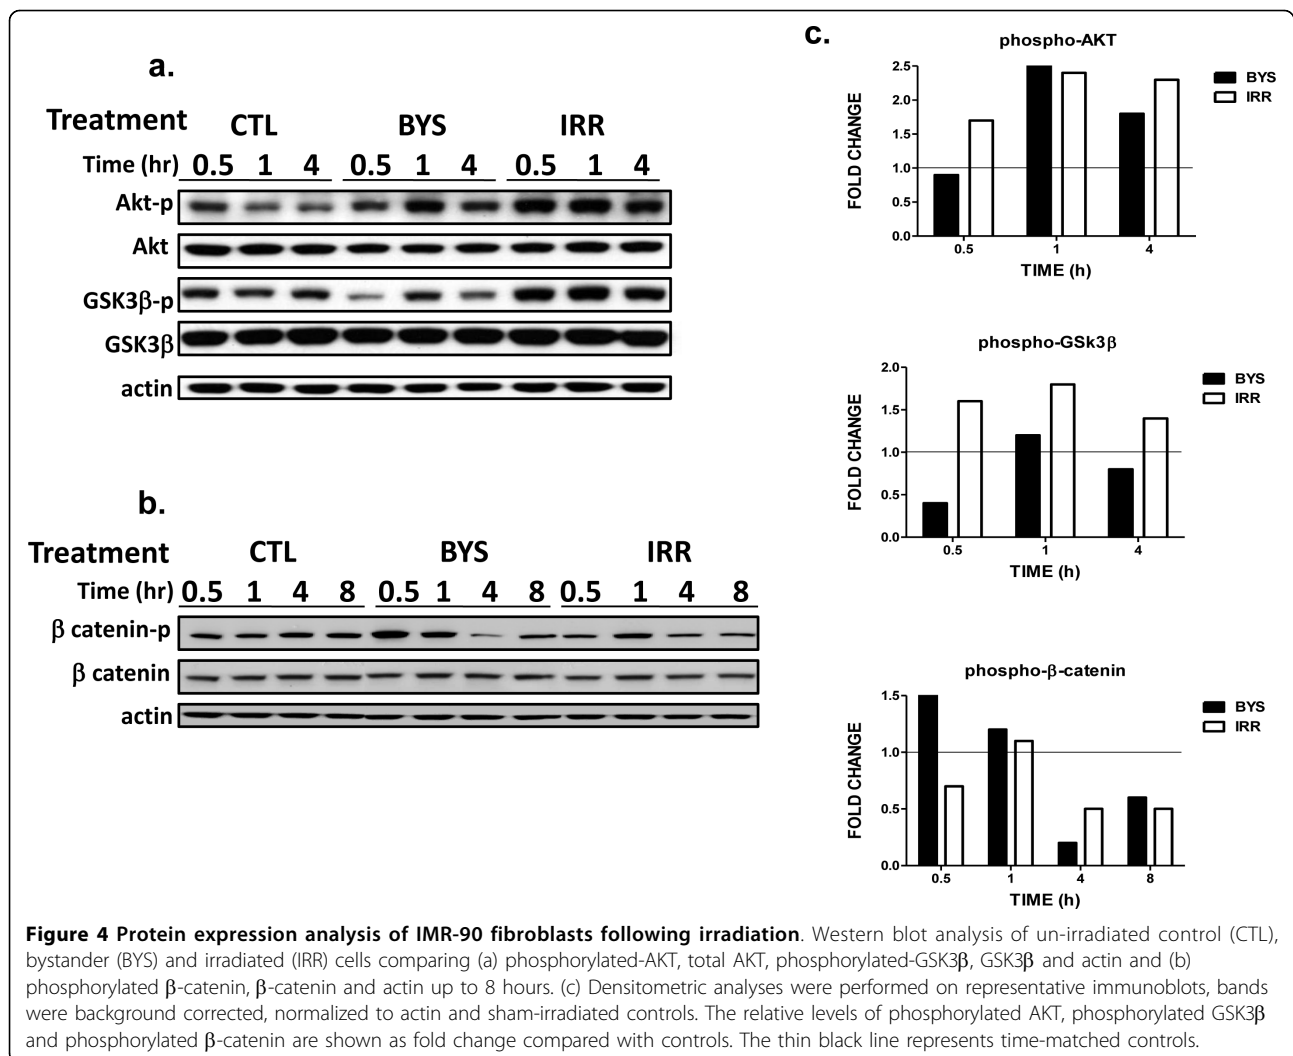 a.
Treatment CTL BYS IRR
Time (hr) 0.5 1 4 0.5 1 4 0.5 1 4
Akt-p
Akt
GSK3β-p
GSK3β
actin
b.
Treatment CTL BYS IRR
Time (hr) 0.5 1 4 8 0.5 1 4 8 0.5 1 4 8
β catenin-p
β catenin
actin
c.
phospho-AKT
FOLD CHANGE
2.5
2.0
1.5
1.0
0.5
0.0
0.5 1 4
TIME (h)
BYS
IRR
phospho-GSk3β
FOLD CHANGE
2.0
1.5
1.0
0.5
0.0
0.5 1 4
TIME (h)
BYS
IRR
phospho-β-catenin
FOLD CHANGE
1.5
1.0
0.5
0.0
0.5 1 4 8
TIME (h)
BYS
IRR
Figure 4 Protein expression analysis of IMR-90 fibroblasts following irradiation. Western blot analysis of un-irradiated control (CTL),
bystander (BYS) and irradiated (IRR) cells comparing (a) phosphorylated-AKT, total AKT, phosphorylated-GSK3β, GSK3β and actin and (b)
phosphorylated β-catenin, β-catenin and actin up to 8 hours. (c) Densitometric analyses were performed on representative immunoblots, bands
were background corrected, normalized to actin and sham-irradiated controls. The relative levels of phosphorylated AKT, phosphorylated GSK3β
and phosphorylated β-catenin are shown as fold change compared with controls. The thin black line represents time-matched controls.